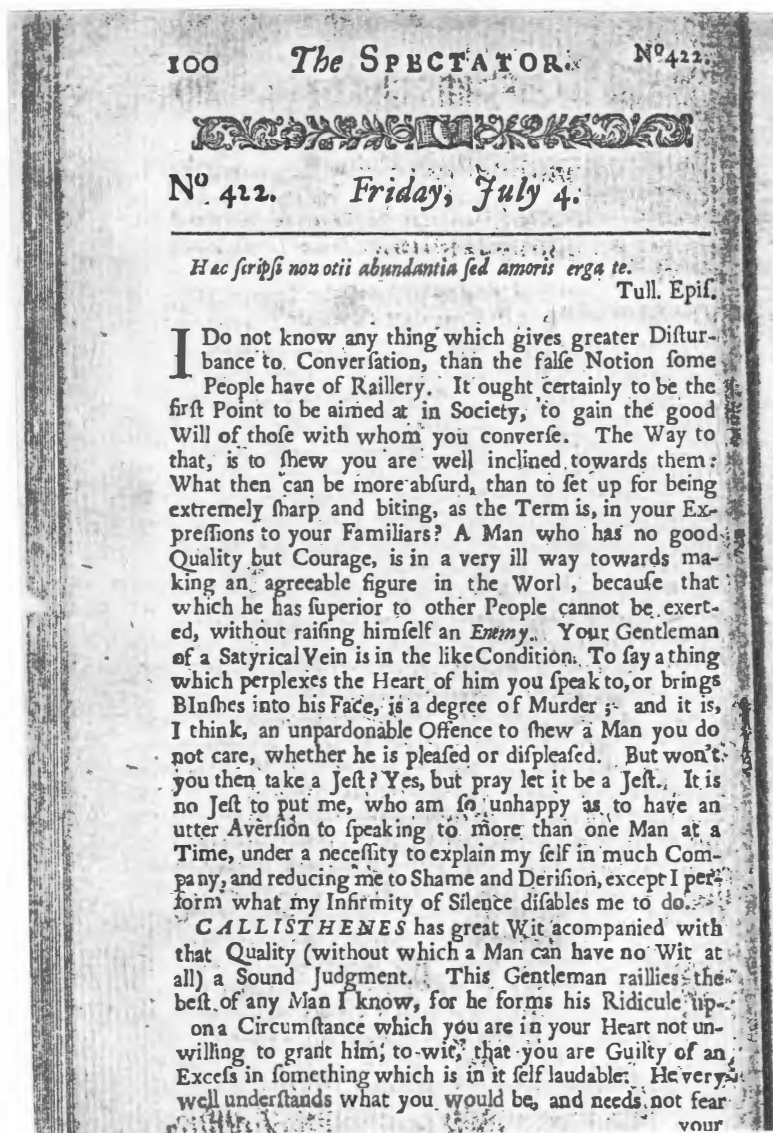 100 The SPECTATOR. Nº422.
Nº 422. Friday, July 4.
Hæc ſcripſi non otii abundantia ſed amoris erga te.
Tull. Epiſ.
I Do not know any thing which gives greater Diſtur-
bance to Converſation, than the falſe Notion ſome
People have of Raillery. It ought certainly to be the
firſt Point to be aimed at in Society, to gain the good
Will of thoſe with whom you converſe. The Way to
that, is to ſhew you are well inclined towards them:
What then can be more abſurd, than to ſet up for being
extremely ſharp and biting, as the Term is, in your Ex-
preſſions to your Familiars? A Man who has no good
Quality but Courage, is in a very ill way towards ma-
king an agreeable figure in the Worl , becauſe that
which he has ſuperior to other People cannot be exert-
ed, without raiſing himſelf an Enemy. Your Gentleman
of a Satyrical Vein is in the like Condition. To ſay a thing
which perplexes the Heart of him you ſpeak to, or brings
BInſhes into his Face, is a degree of Murder; and it is,
I think, an unpardonable Offence to ſhew a Man you do
not care, whether he is pleaſed or diſpleaſed. But won't
you then take a Jeſt? Yes, but pray let it be a Jeſt. It is
no Jeſt to put me, who am ſo unhappy as to have an
utter Averſion to ſpeaking to more than one Man at a
Time, under a neceſſity to explain my ſelf in much Com-
pany, and reducing me to Shame and Deriſion, except I per-
form what my Infirmity of Silence diſables me to do.
CALLISTHENES has great Wit acompanied with
that Quality (without which a Man can have no Wit at
all) a Sound Judgment. This Gentleman raillies the
beſt of any Man I know, for he forms his Ridicule up-
on a Circumſtance which you are in your Heart not un-
willing to grant him, to wit, that you are Guilty of an
Exceſs in ſomething which is in it ſelf laudable. He very
well underſtands what you would be, and needs not fear
your